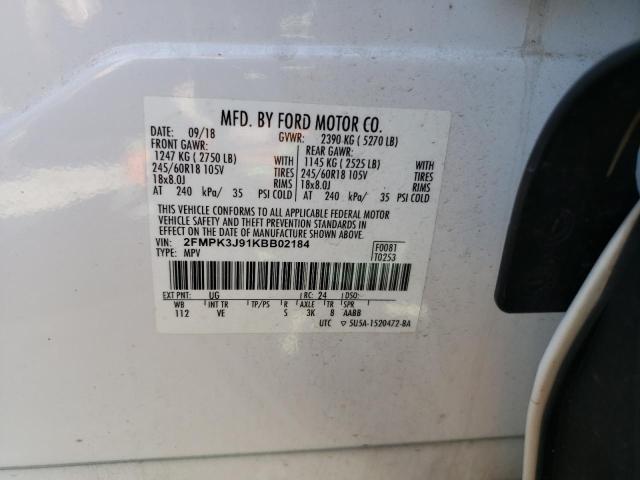 MFD. BY FORD MOTOR CO.
DATE: 09/18 GVWR: 2390 KG ( 5270 LB)
FRONT GAWR: REAR GAWR:
1247 KG ( 2750 LB) WITH 1145 KG ( 2525 LB) WITH
245/60R18 105V TIRES 245/60R18 105V TIRES
18x8.0J RIMS 18x8.0J RIMS
AT 240 kPa/ 35 PSI COLD AT 240 kPa/ 35 PSI COLD
THIS VEHICLE CONFORMS TO ALL APPLICABLE FEDERAL MOTOR
VEHICLE SAFETY AND THEFT PREVENTION STANDARDS IN
EFFECT ON THE DATE OF MANUFACTURE SHOWN ABOVE.
VIN: 2FMPK3J91KBB02184 F0081
TYPE: MPV T0253
EXT PNT: UG RC: 24 DSO:
WB INT TR TP/PS R AXLE TR SPR
112 VE S 3K 8 AABB
UTC ▽5U5A-1520472-BA